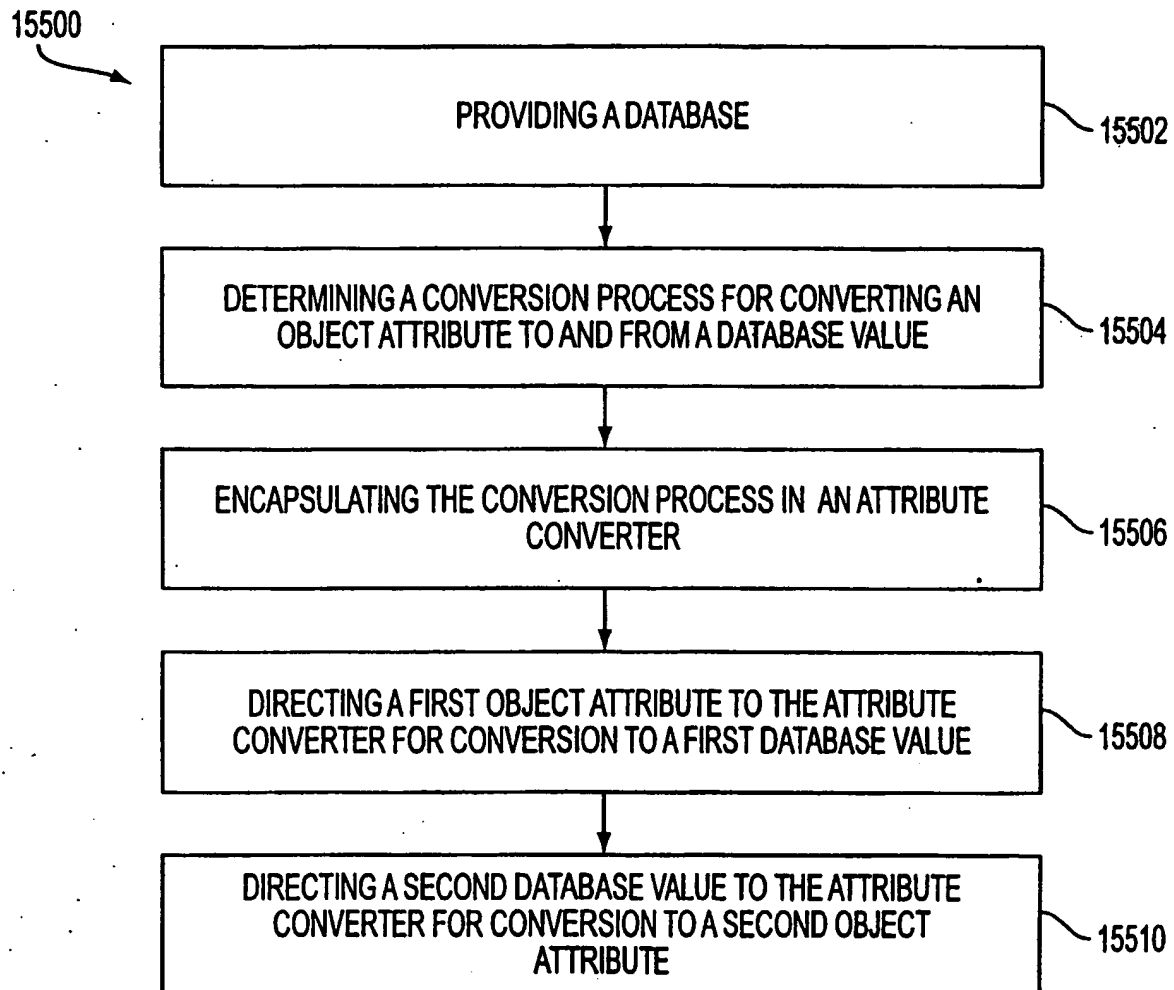 15500
PROVIDING A DATABASE
15502
DETERMINING A CONVERSION PROCESS FOR CONVERTING AN
OBJECT ATTRIBUTE TO AND FROM A DATABASE VALUE
15504
ENCAPSULATING THE CONVERSION PROCESS IN AN ATTRIBUTE
CONVERTER
15506
DIRECTING A FIRST OBJECT ATTRIBUTE TO THE ATTRIBUTE
CONVERTER FOR CONVERSION TO A FIRST DATABASE VALUE
15508
DIRECTING A SECOND DATABASE VALUE TO THE ATTRIBUTE
CONVERTER FOR CONVERSION TO A SECOND OBJECT
ATTRIBUTE
15510